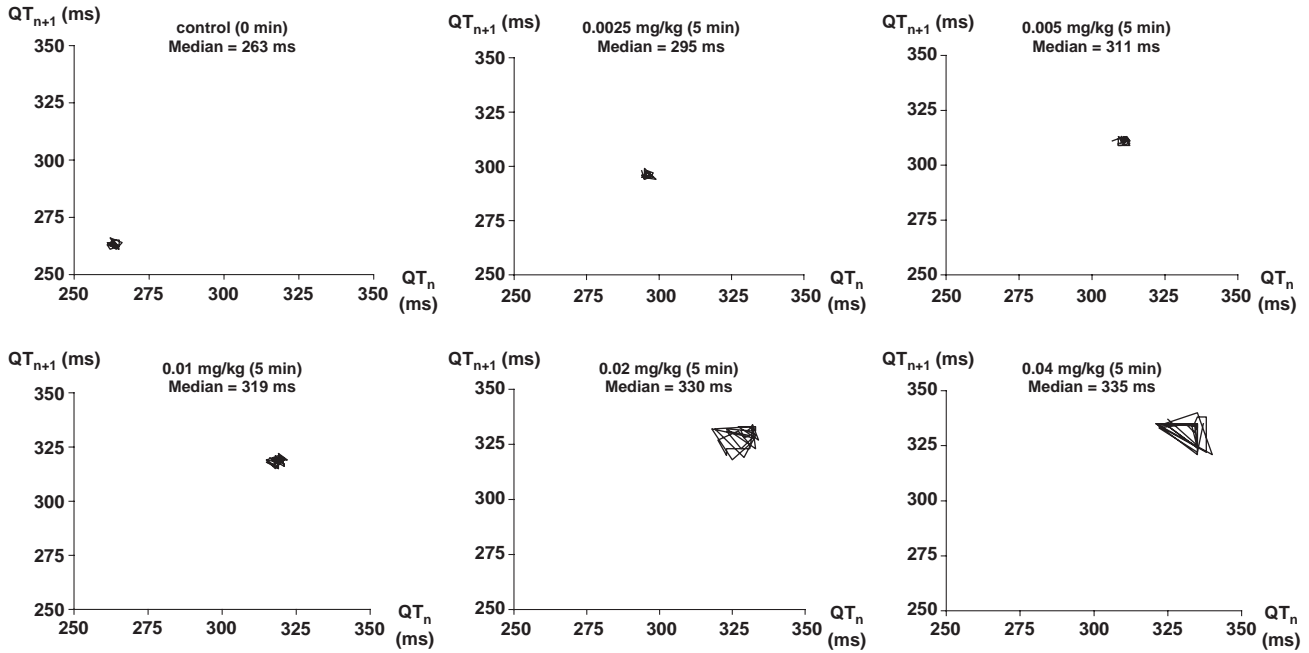 QTn+1 (ms)
control (0 min)
Median = 263 ms
350
325
300
275
250
250 275 300 325 350
QTn
(ms)
QTn+1 (ms)
0.0025 mg/kg (5 min)
Median = 295 ms
350
325
300
275
250
250 275 300 325 350
QTn
(ms)
QTn+1 (ms)
0.005 mg/kg (5 min)
Median = 311 ms
350
325
300
275
250
250 275 300 325 350
QTn
(ms)
QTn+1 (ms)
0.01 mg/kg (5 min)
Median = 319 ms
350
325
300
275
250
250 275 300 325 350
QTn
(ms)
QTn+1 (ms)
0.02 mg/kg (5 min)
Median = 330 ms
350
325
300
275
250
250 275 300 325 350
QTn
(ms)
QTn+1 (ms)
0.04 mg/kg (5 min)
Median = 335 ms
350
325
300
275
250
250 275 300 325 350
QTn
(ms)